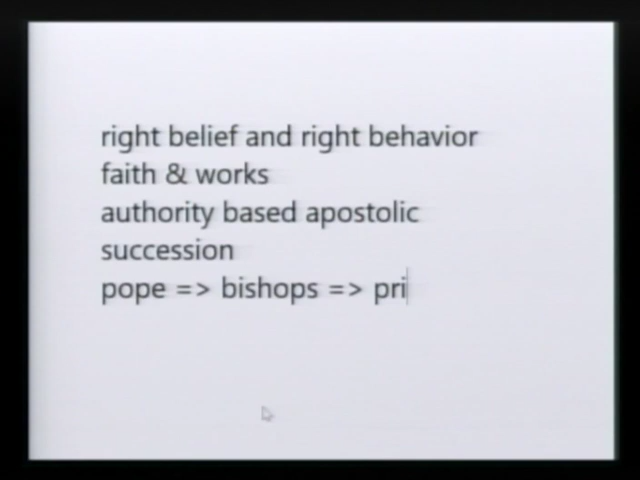 right belief and right behavior
faith & works
authority based apostolic
succession
pope => bishops => pri